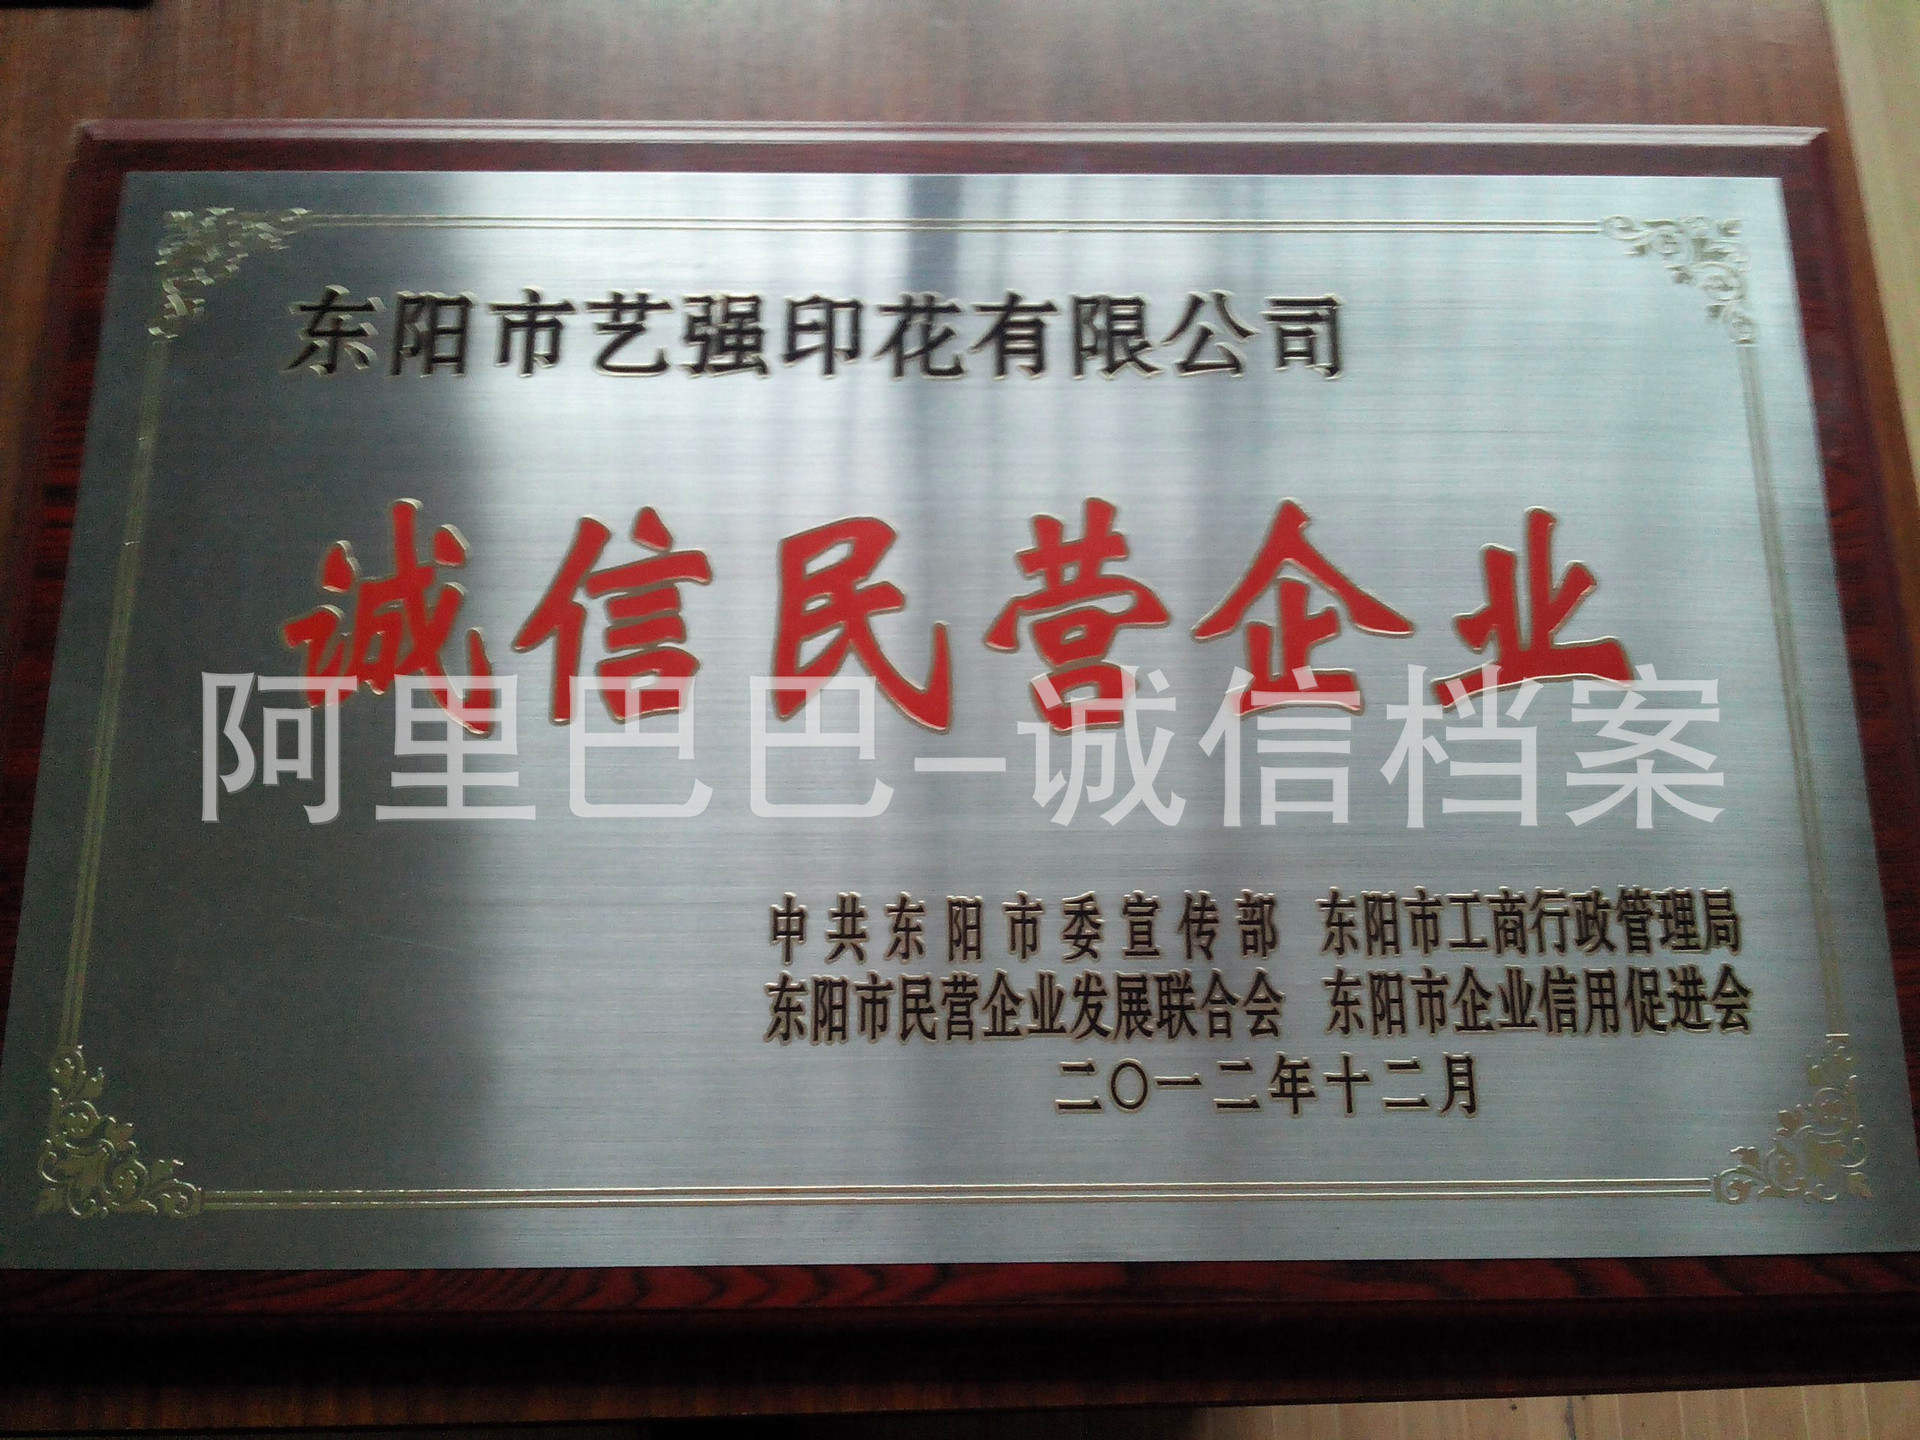 东阳市艺强印花有限公司
诚信民营企业
阿里巴巴-诚信档案
中共东阳市委宣传部 东阳市工商行政管理局
东阳市民营企业发展联合会 东阳市企业信用促进会
二〇一二年十二月